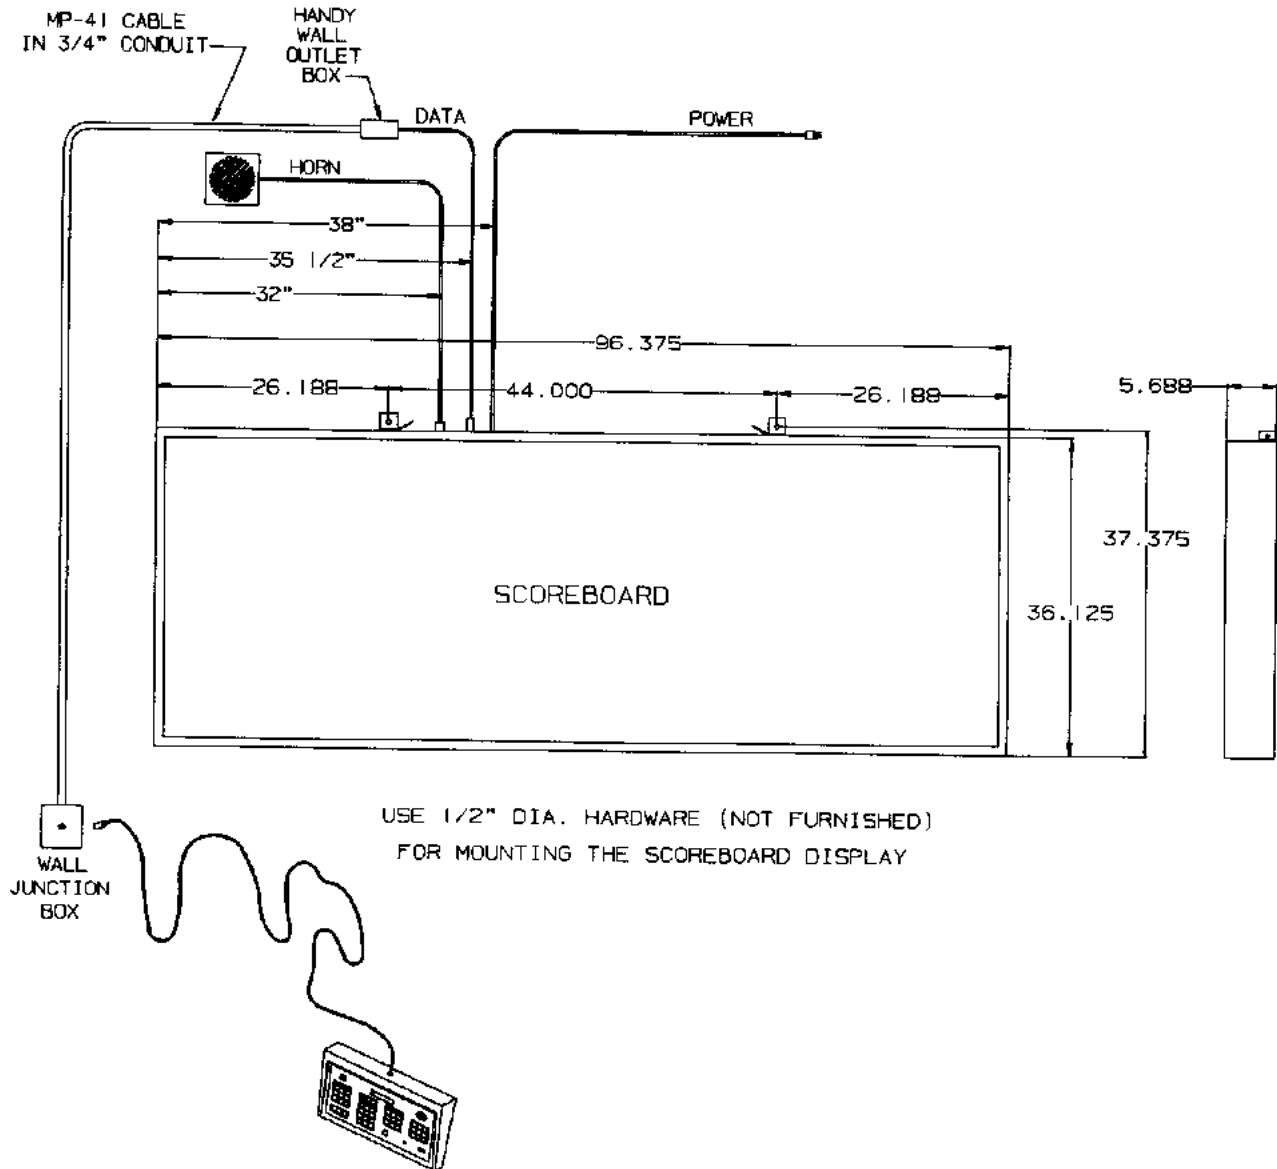 MP-41 CABLE
IN 3/4" CONDUIT
HANDY
WALL
OUTLET
BOX
DATA
POWER
HORN
38"
35 1/2"
32"
96.375
26.188
44.000
26.188
5.688
37.375
36.125
SCOREBOARD
USE 1/2" DIA. HARDWARE (NOT FURNISHED)
FOR MOUNTING THE SCOREBOARD DISPLAY
WALL
JUNCTION
BOX